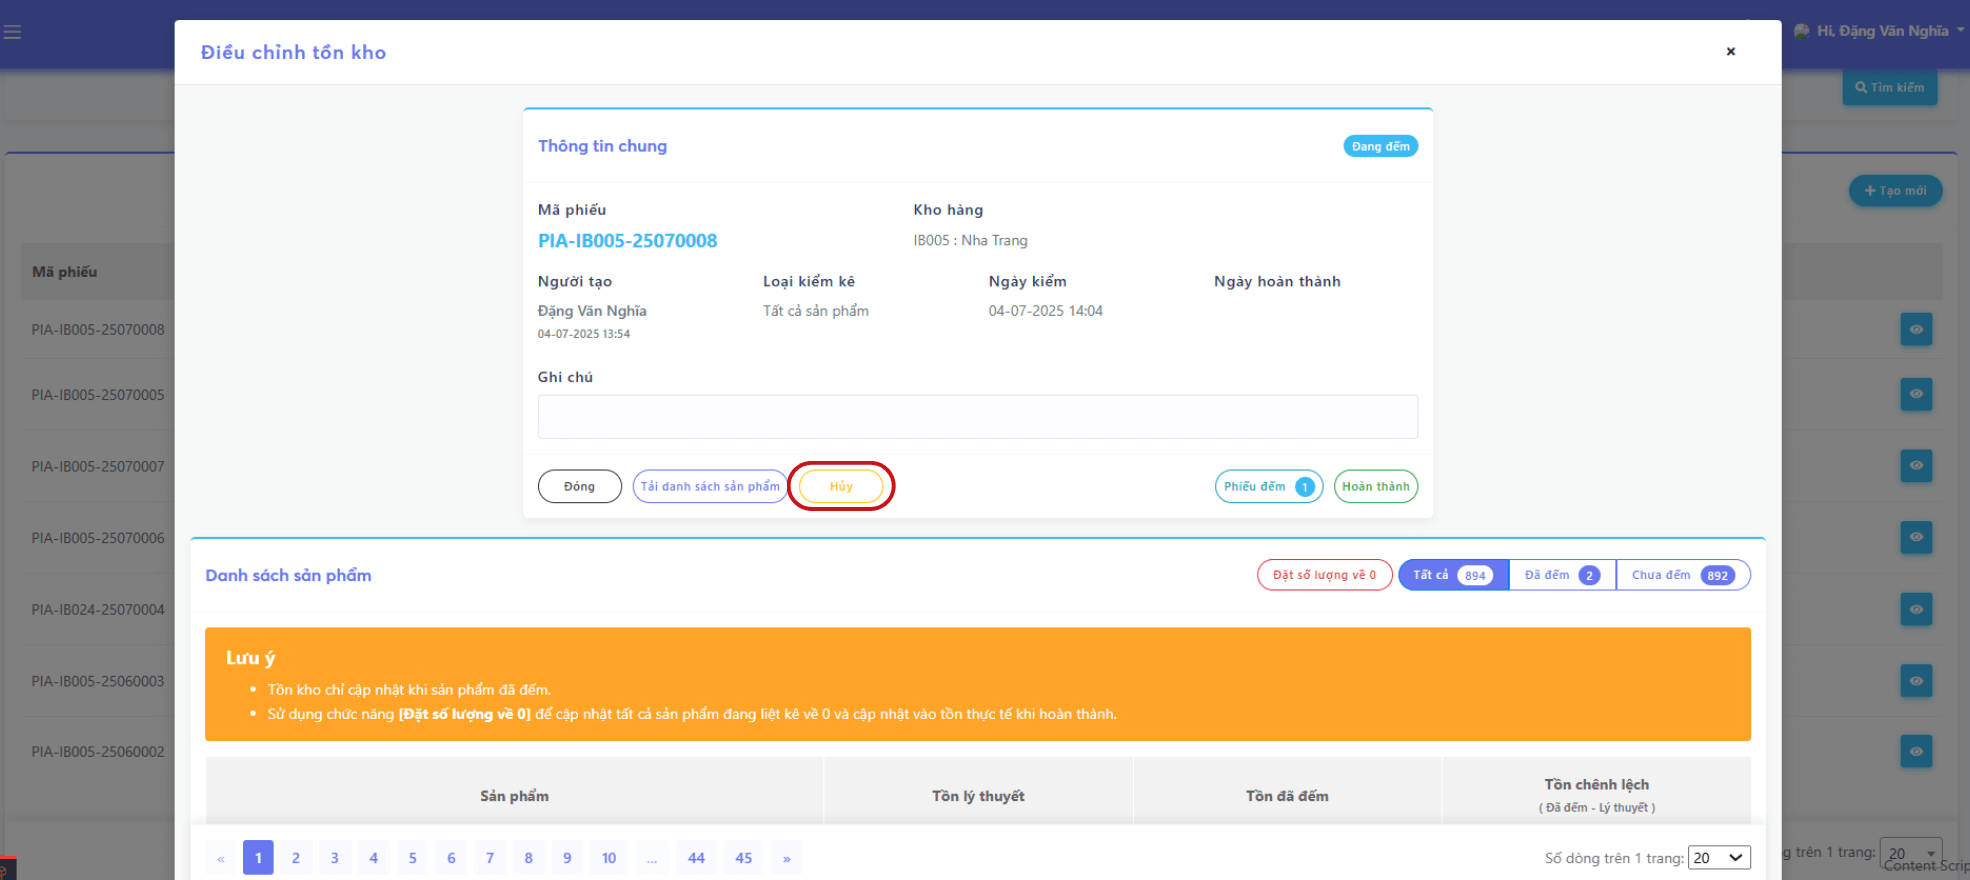 Điều chỉnh tồn kho
×
Hi, Đặng Văn Nghĩa
Tìm kiếm
Thông tin chung
Đang đếm
Tạo mới
Mã phiếu
Kho hàng
PIA-IB005-25070008
IB005 : Nha Trang
Mã phiếu
Người tạo
Loại kiểm kê
Ngày kiểm
Ngày hoàn thành
Đặng Văn Nghĩa
Tất cả sản phẩm
04-07-2025 14:04
04-07-2025 13:54
PIA-IB005-25070008
Ghi chú
PIA-IB005-25070005
PIA-IB005-25070007
Đóng
Tải danh sách sản phẩm
Hủy
Phiếu đếm 1
Hoàn thành
PIA-IB005-25070006
Danh sách sản phẩm
Đặt số lượng về 0
Tất cả 894
Đã đếm 2
Chưa đếm 892
PIA-IB024-25070004
Lưu ý
Tồn kho chỉ cập nhật khi sản phẩm đã đếm.
Sử dụng chức năng [Đặt số lượng về 0] để cập nhật tất cả sản phẩm đang liệt kê về 0 và cập nhật vào tồn thực tế khi hoàn thành.
PIA-IB005-25060003
PIA-IB005-25060002
Sản phẩm
Tồn lý thuyết
Tồn đã đếm
Tồn chênh lệch
( Đã đếm - Lý thuyết )
« 1 2 3 4 5 6 7 8 9 10 ... 44 45 »
Số dòng trên 1 trang: 20
g trên 1 trang: 20
Content Scrip